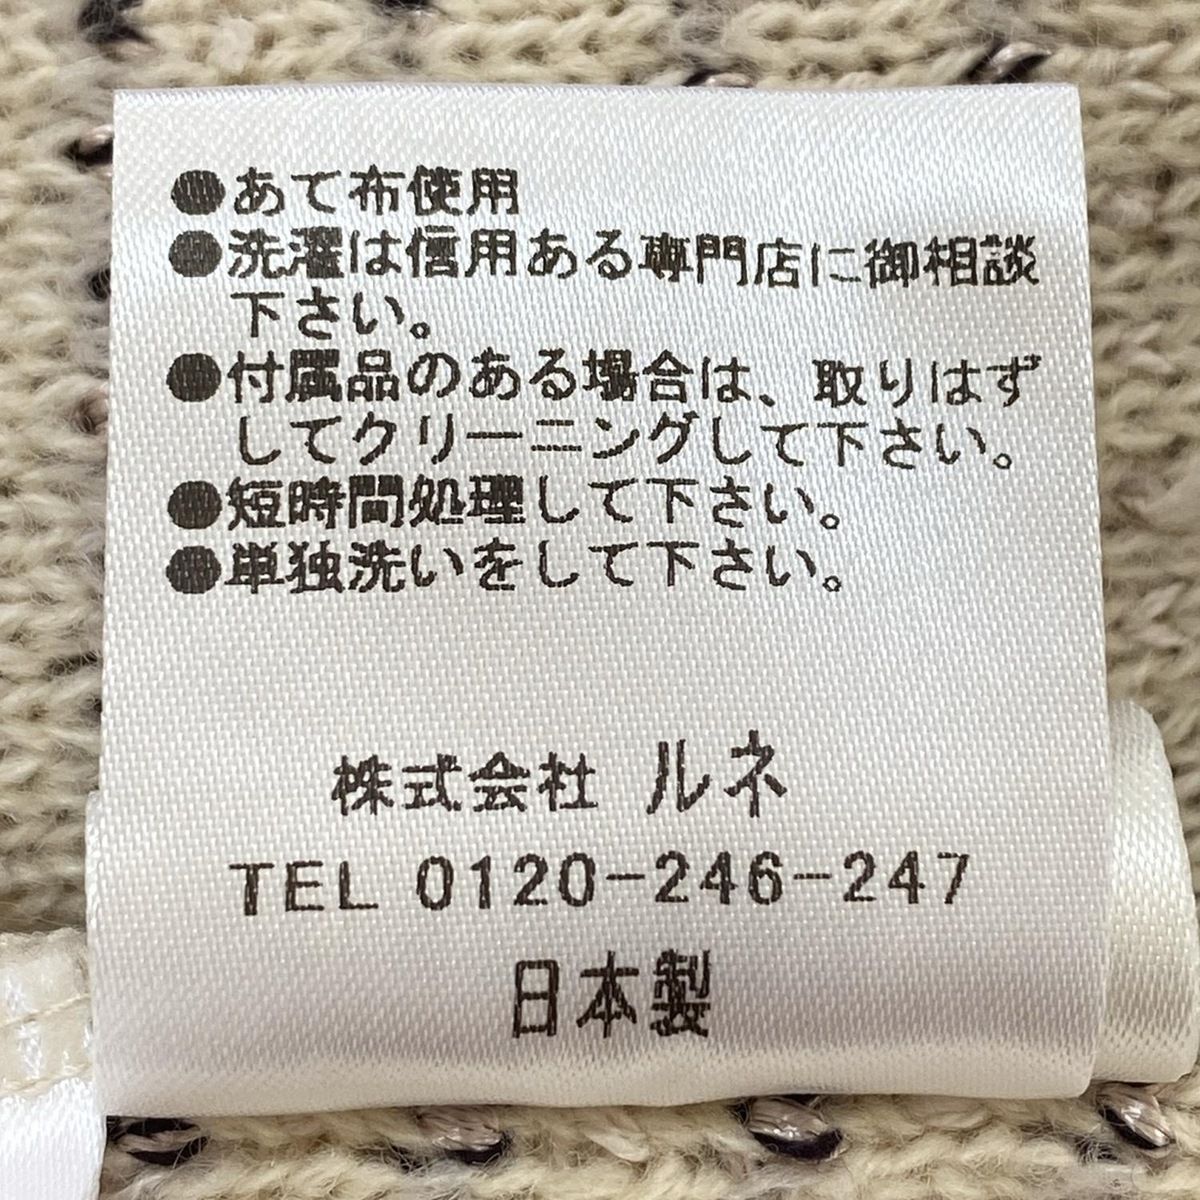 ●あて布使用
●洗濯は信用ある専門店に御相談
下さい。
●付属品のある場合は、取りはず
してクリーニングして下さい。
●短時間処理して下さい。
●単独洗いをして下さい。
株式会社 ルネ
TEL 0120-246-247
日本製